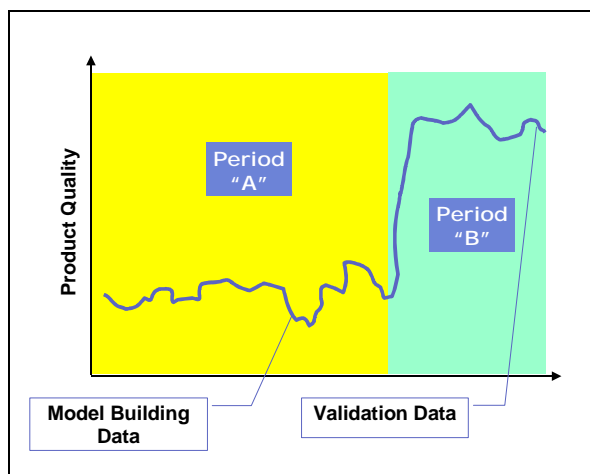 Product Quality
Period
“A”
Period
“B”
Model Building
Data
Validation Data